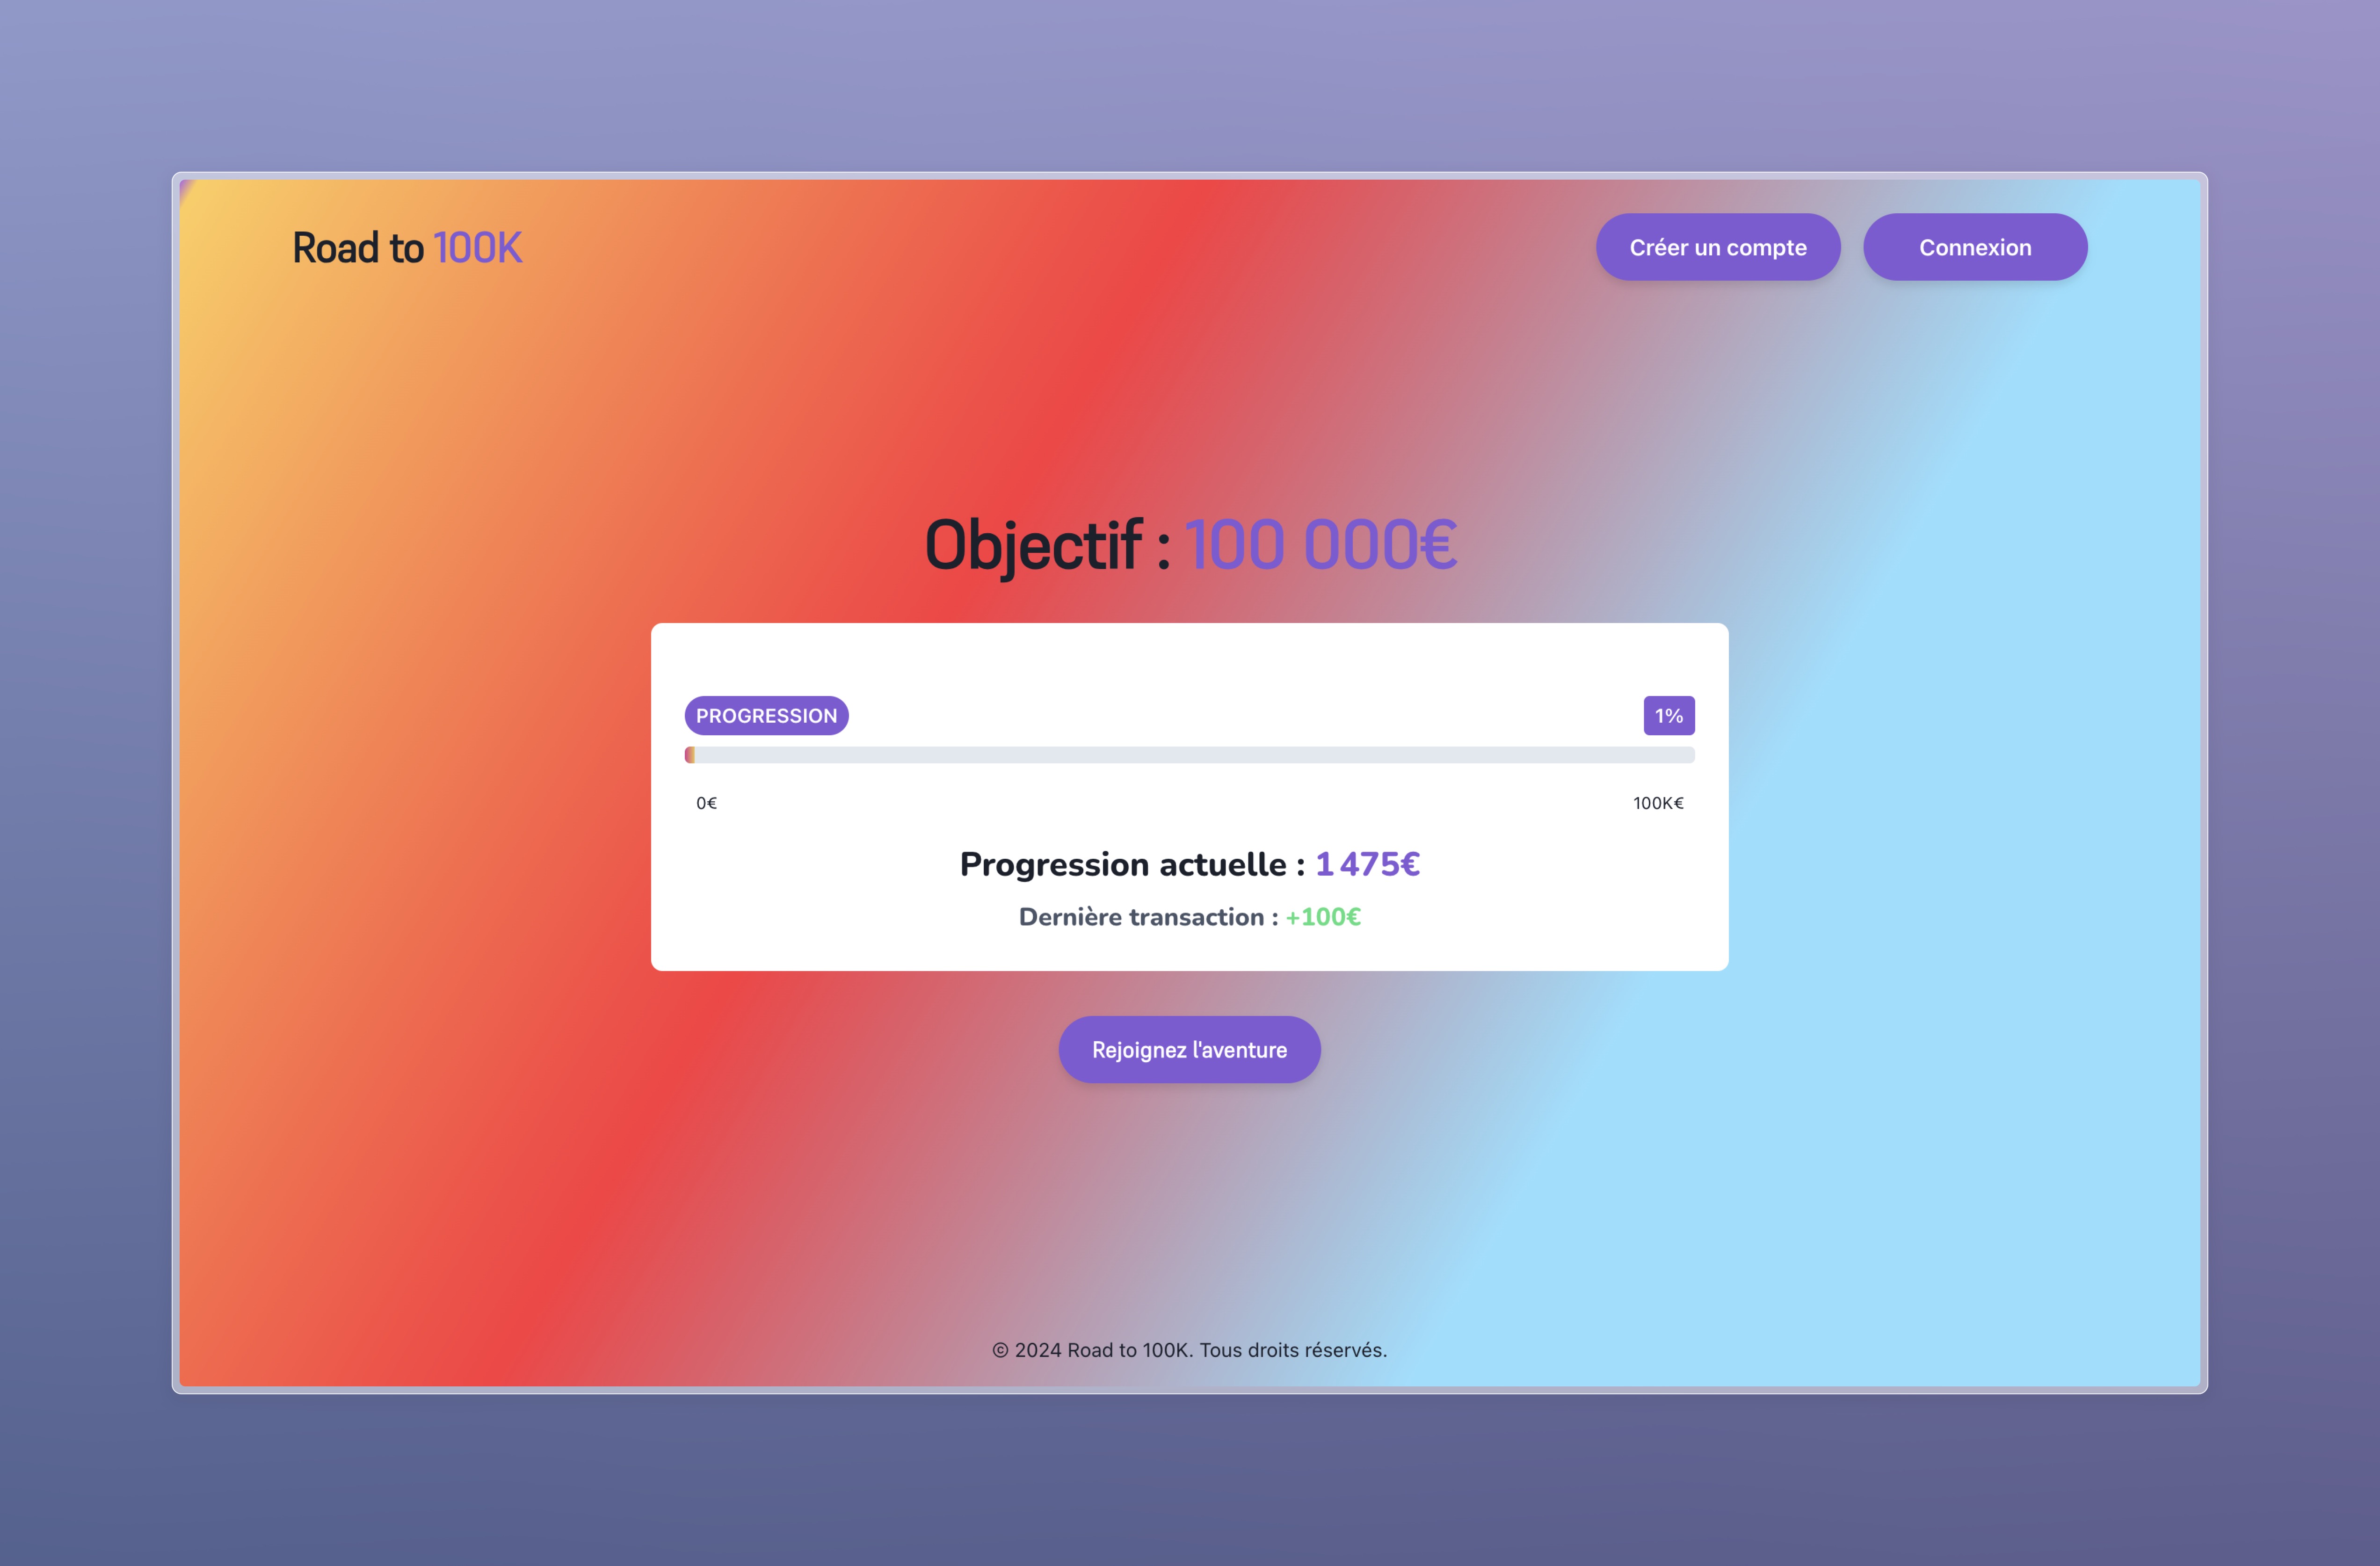 Road to 100K
Créer un compte
Connexion
Objectif : 100 000€
PROGRESSION
1%
0€
100K€
Progression actuelle : 1 475€
Dernière transaction : +100€
Rejoignez l'aventure
© 2024 Road to 100K. Tous droits réservés.